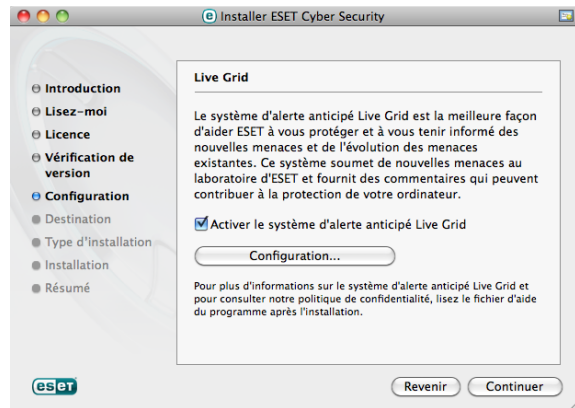 Installer ESET Cyber Security
Introduction
Lisez-moi
Licence
Vérification de
version
Configuration
Destination
Type d'installation
Installation
Résumé
Live Grid
Le système d'alerte anticipé Live Grid est la meilleure façon
d'aider ESET à vous protéger et à vous tenir informé des
nouvelles menaces et de l'évolution des menaces
existantes. Ce système soumet de nouvelles menaces au
laboratoire d'ESET et fournit des commentaires qui peuvent
contribuer à la protection de votre ordinateur.
Activer le système d'alerte anticipé Live Grid
Configuration...
Pour plus d'informations sur le système d'alerte anticipé Live Grid et
pour consulter notre politique de confidentialité, lisez le fichier d'aide
du programme après l'installation.
eset
Revenir
Continuer